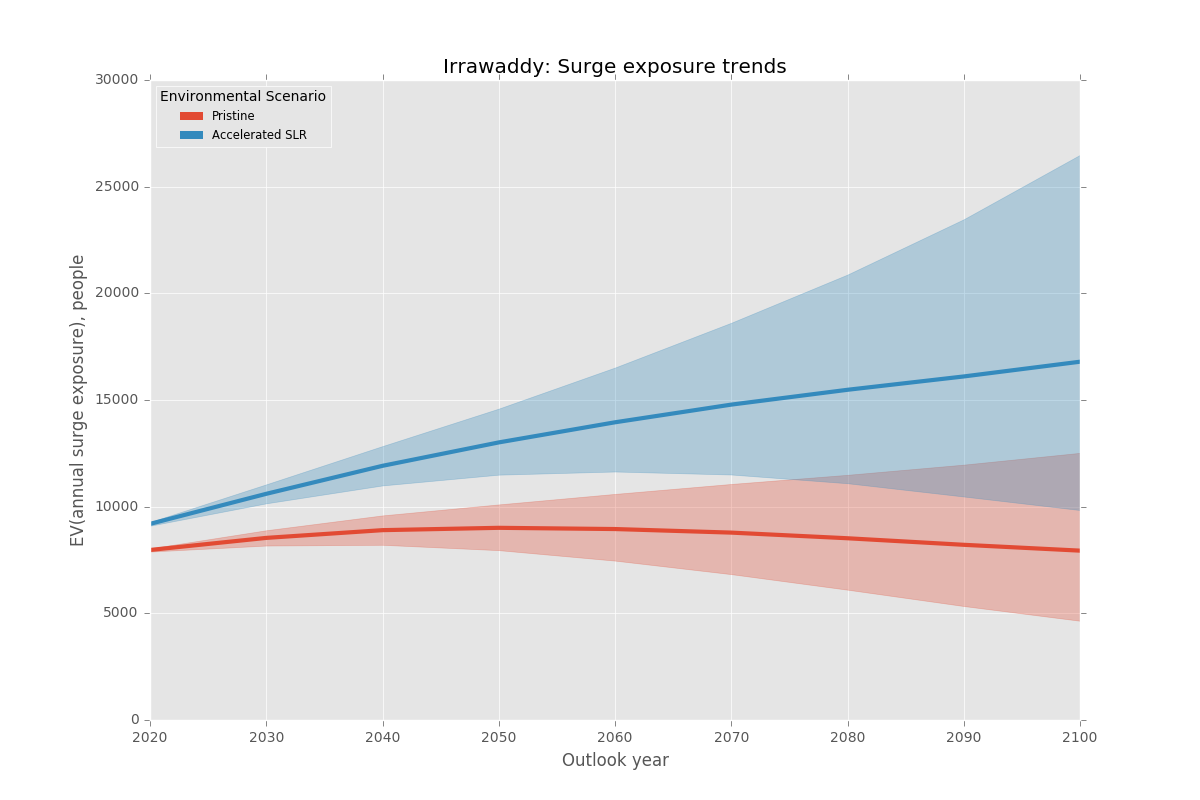 Irrawaddy: Surge exposure trends
30000
25000
20000
15000
10000
5000
0
EV(annual surge exposure), people
Environmental Scenario
Pristine
Accelerated SLR
2020 2030 2040 2050 2060 2070 2080 2090 2100
Outlook year